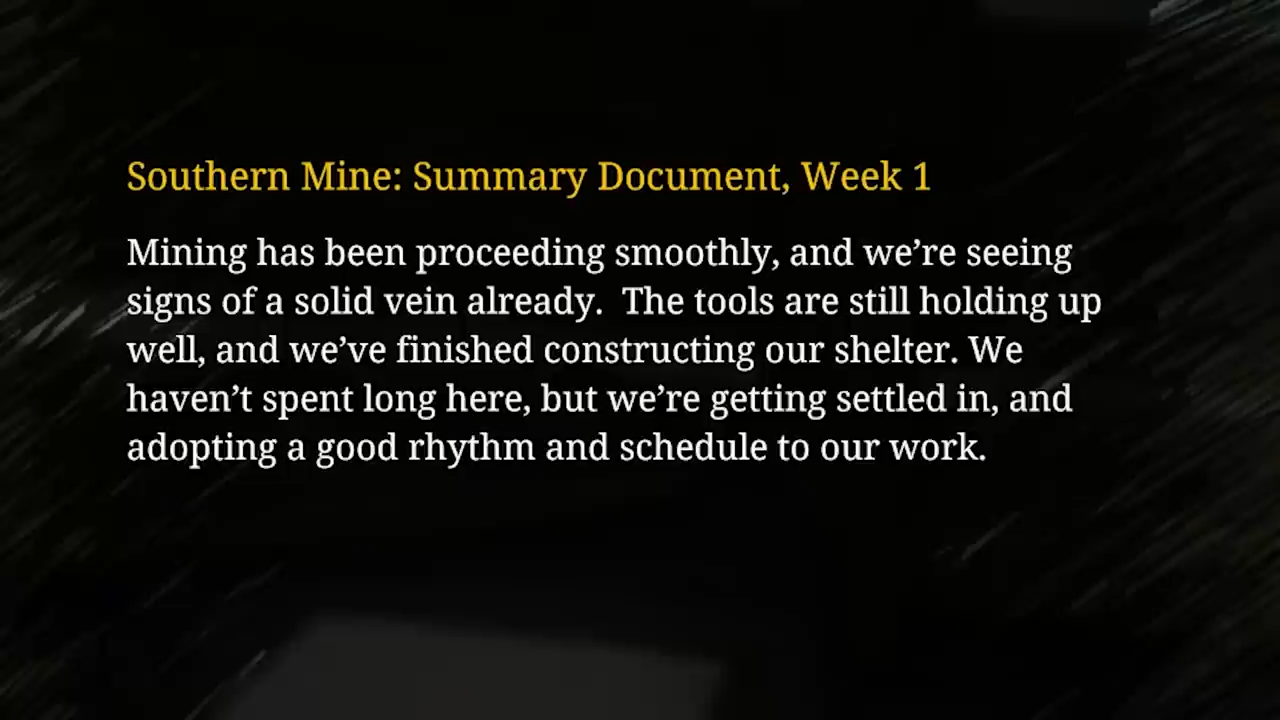 Southern Mine: Summary Document, Week 1
Mining has been proceeding smoothly, and we’re seeing
signs of a solid vein already.  The tools are still holding up
well, and we’ve finished constructing our shelter. We
haven’t spent long here, but we’re getting settled in, and
adopting a good rhythm and schedule to our work.